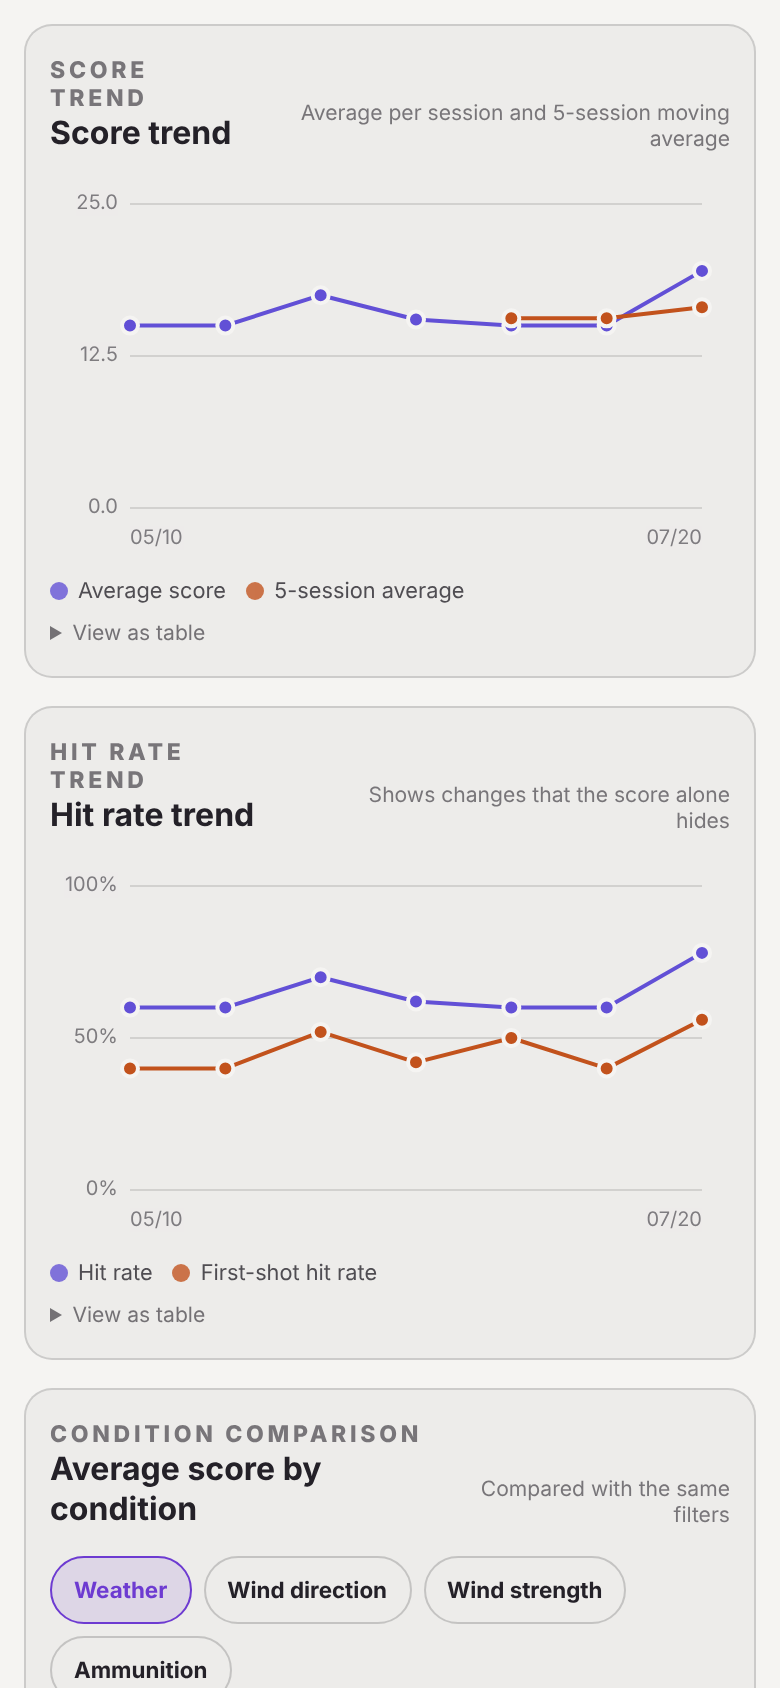 SCORE
TREND
Score trend
Average per session and 5-session moving
average
25.0
12.5
0.0
05/10
07/20
Average score
5-session average
View as table
HIT RATE
TREND
Hit rate trend
Shows changes that the score alone
hides
100%
50%
0%
05/10
07/20
Hit rate
First-shot hit rate
View as table
CONDITION COMPARISON
Average score by
condition
Compared with the same
filters
Weather
Wind direction
Wind strength
Ammunition